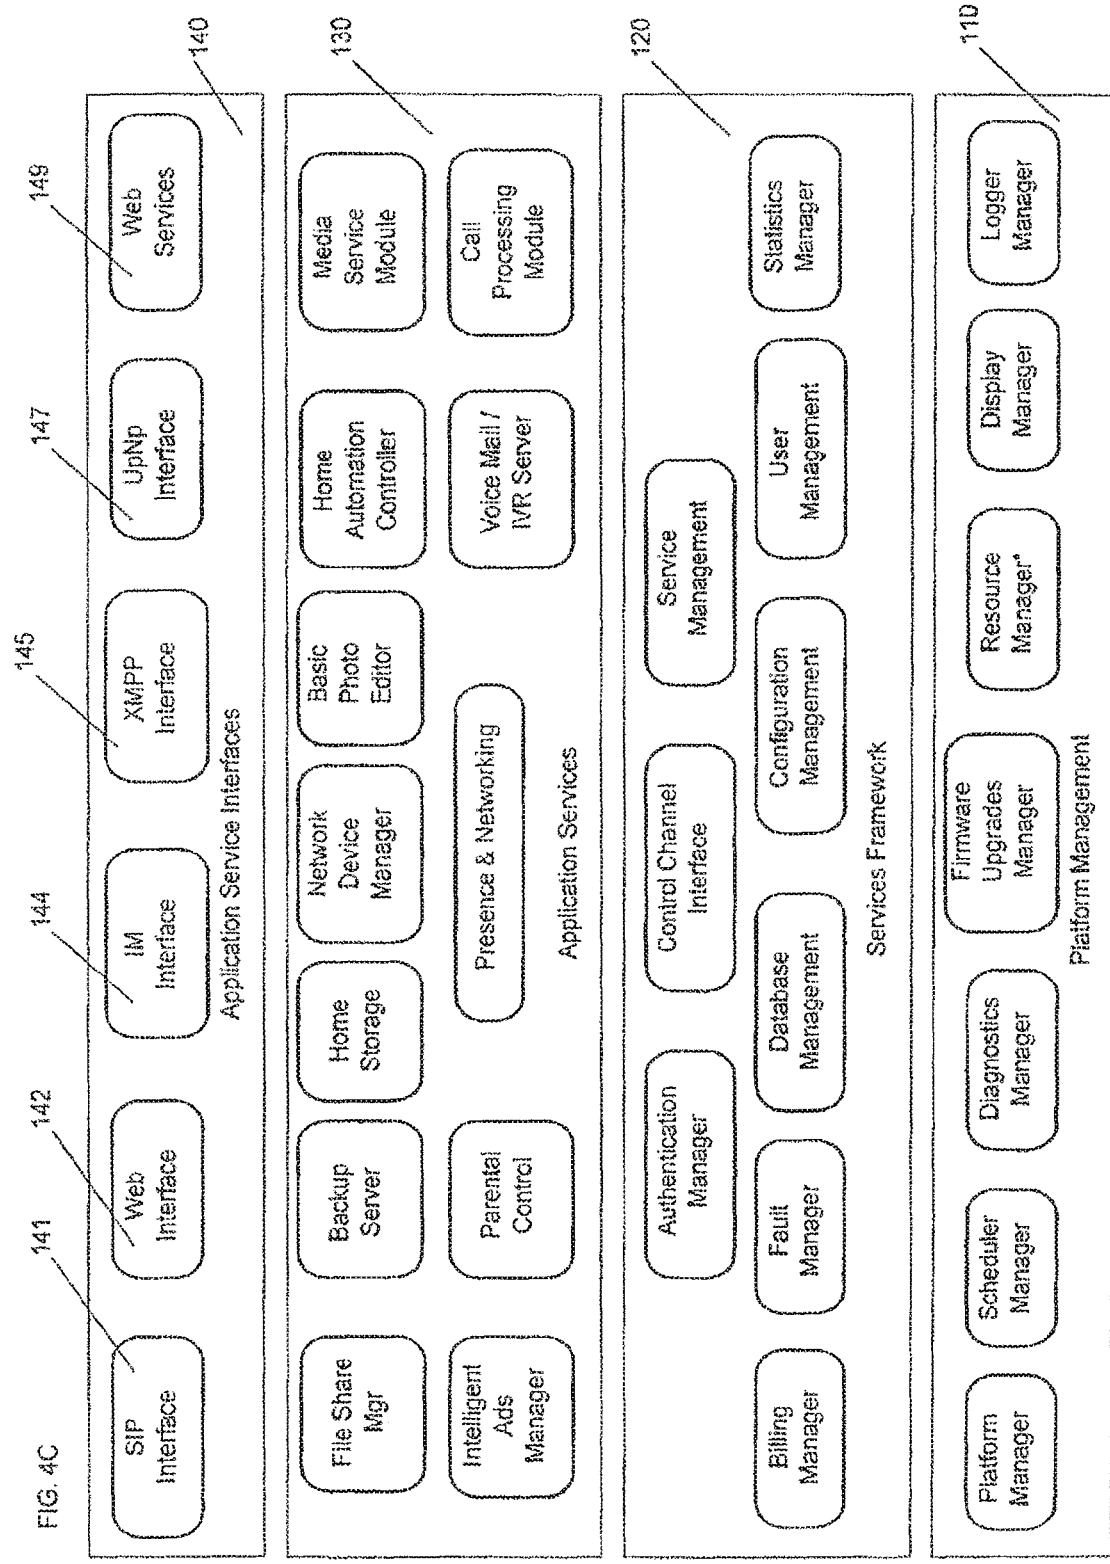 FIG. 4C
141
142
144
145
147
149
SIP
Interface
Web
Interface
IM
Interface
XMPP
Interface
UpNp
Interface
Web
Services
Application Service Interfaces
140
File Share
Mgr
Backup
Server
Home
Storage
Network
Device
Manager
Basic
Photo
Editor
Home
Automation
Controller
Media
Service
Module
130
Intelligent
Ads
Manager
Parental
Control
Presence & Networking
Voice Mail /
IVR Server
Call
Processing
Module
Application Services
Authentication
Manager
Control Channel
Interface
Service
Management
120
Billing
Manager
Fault
Manager
Database
Management
Configuration
Management
User
Management
Statistics
Manager
Services Framework
Platform
Manager
Scheduler
Manager
Diagnostics
Manager
Firmware
Upgrades
Manager
Resource
Manager*
Display
Manager
Logger
Manager
110
Platform Management